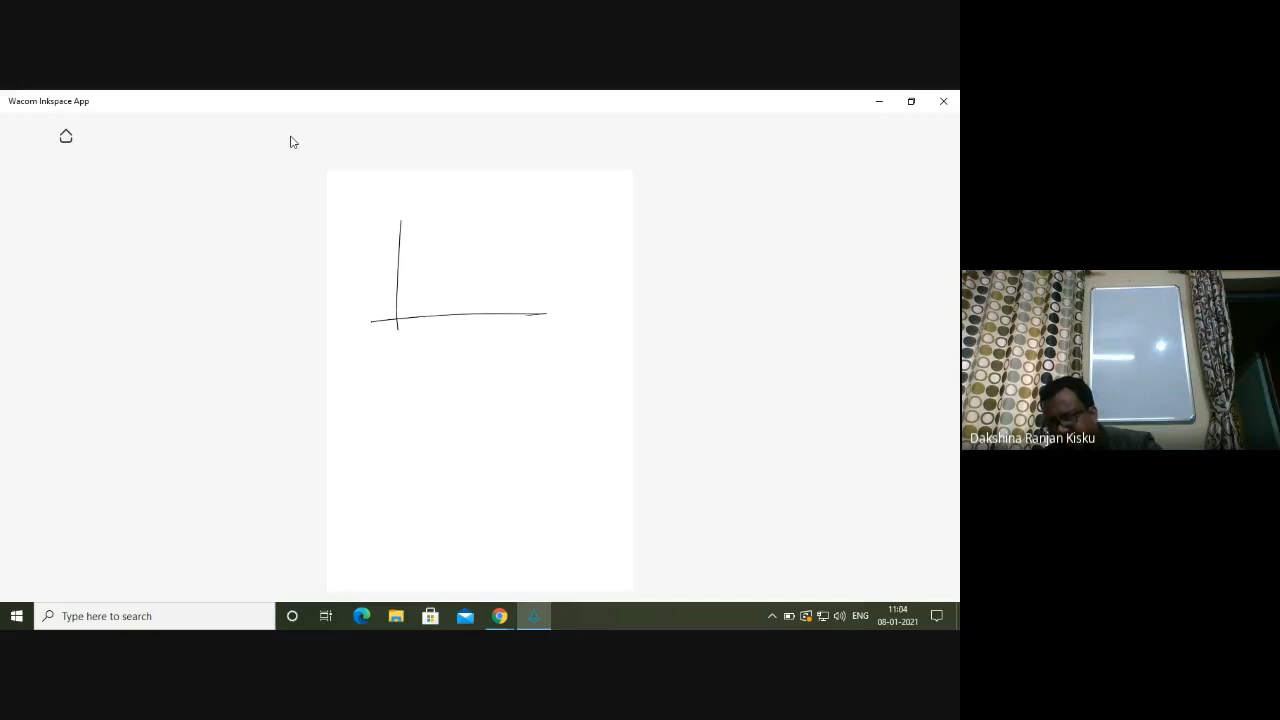 Wacom Inkspace App
Dakshina Ranjan Kisku
Type here to search
ENG
11:04
08-01-2021